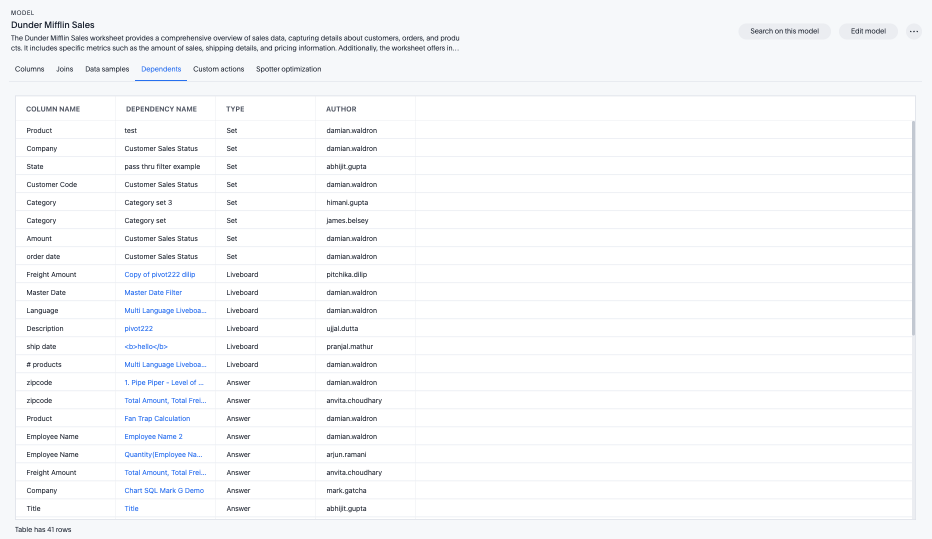 MODEL
Dunder Mifflin Sales
The Dunder Mifflin Sales worksheet provides a comprehensive overview of sales data, capturing details about customers, orders, and produ
cts. It includes specific metrics such as the amount of sales, shipping details, and pricing information. Additionally, the worksheet offers in...
Search on this model Edit model ...
Columns Joins Data samples Dependents Custom actions Spotter optimization
COLUMN NAME DEPENDENCY NAME TYPE AUTHOR
Product test Set damian.waldron
Company Customer Sales Status Set damian.waldron
State pass thru filter example Set abhijit.gupta
Customer Code Customer Sales Status Set damian.waldron
Category Category set 3 Set himani.gupta
Category Category set Set james.belsey
Amount Customer Sales Status Set damian.waldron
order date Customer Sales Status Set damian.waldron
Freight Amount Copy of pivot222 dilip Liveboard pitchika.dilip
Master Date Master Date Filter Liveboard damian.waldron
Language Multi Language Liveboa... Liveboard damian.waldron
Description pivot222 Liveboard ujjal.dutta
ship date <b>hello</b> Liveboard pranjal.mathur
# products Multi Language Liveboa... Liveboard damian.waldron
zipcode 1. Pipe Piper - Level of ... Answer damian.waldron
zipcode Total Amount, Total Frei... Answer anvita.choudhary
Product Fan Trap Calculation Answer damian.waldron
Employee Name Employee Name 2 Answer damian.waldron
Employee Name Quantity(Employee Na... Answer arjun.ramani
Freight Amount Total Amount, Total Frei... Answer anvita.choudhary
Company Chart SQL Mark G Demo Answer mark.gatcha
Title Title Answer abhijit.gupta
Table has 41 rows